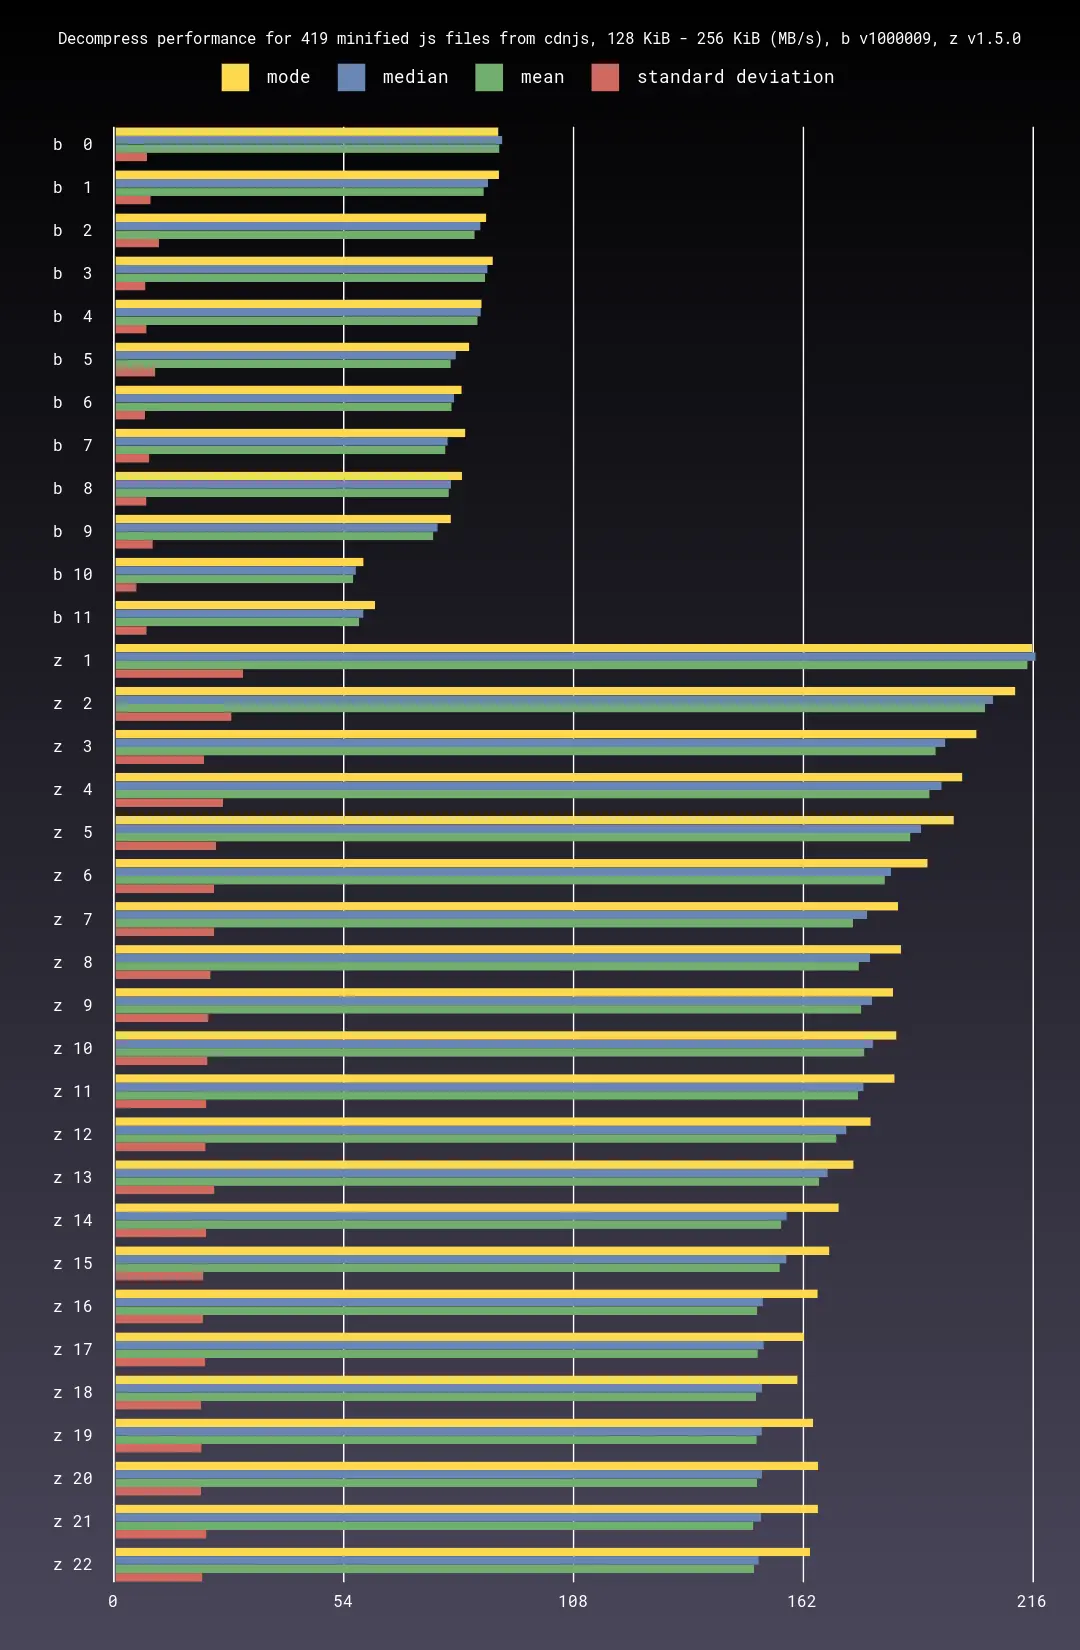 Decompress performance for 419 minified js files from cdnjs, 128 KiB - 256 KiB (MB/s), b v1000009, z v1.5.0
mode median mean standard deviation
b 0
b 1
b 2
b 3
b 4
b 5
b 6
b 7
b 8
b 9
b 10
b 11
z 1
z 2
z 3
z 4
z 5
z 6
z 7
z 8
z 9
z 10
z 11
z 12
z 13
z 14
z 15
z 16
z 17
z 18
z 19
z 20
z 21
z 22
0 54 108 162 216